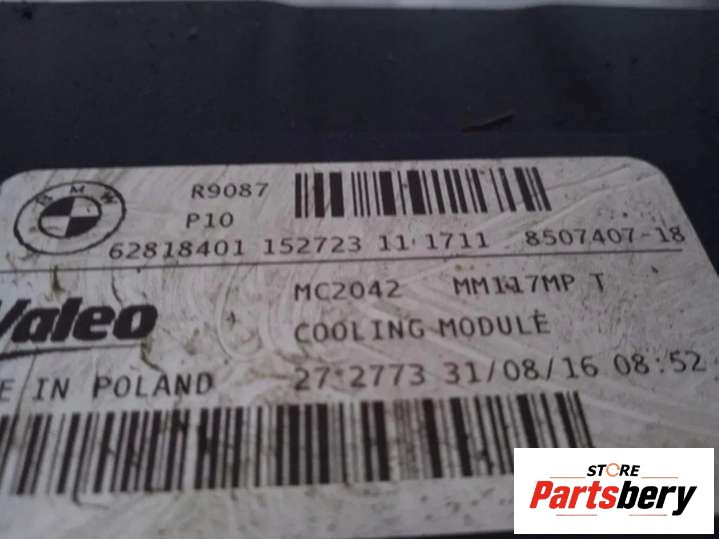 BMW
R9087
P10
62818401 152723 11 1711 8507407-18
Valeo
MC2042 MM117MP T
COOLING MODULE
E IN POLAND 27 2773 31/08/16 08:52
STORE
Partsbery